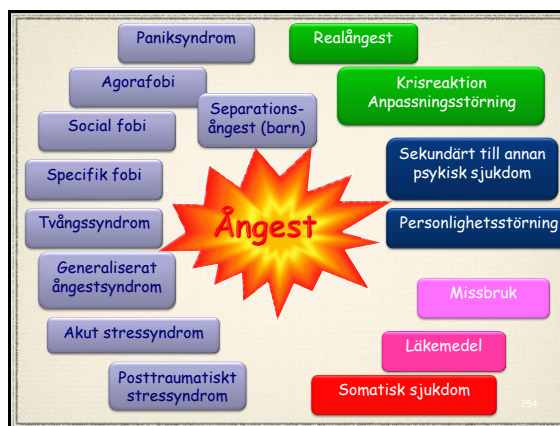 Paniksyndrom
Realångest
Agorafobi
Krisreaktion
Anpassningsstörning
Separations-
ångest (barn)
Social fobi
Sekundärt till annan
psykisk sjukdom
Specifik fobi
Ångest
Tvångssyndrom
Personlighetsstörning
Generaliserat
ångestsyndrom
Missbruk
Akut stressyndrom
Läkemedel
Posttraumatiskt
stressyndrom
Somatisk sjukdom
254